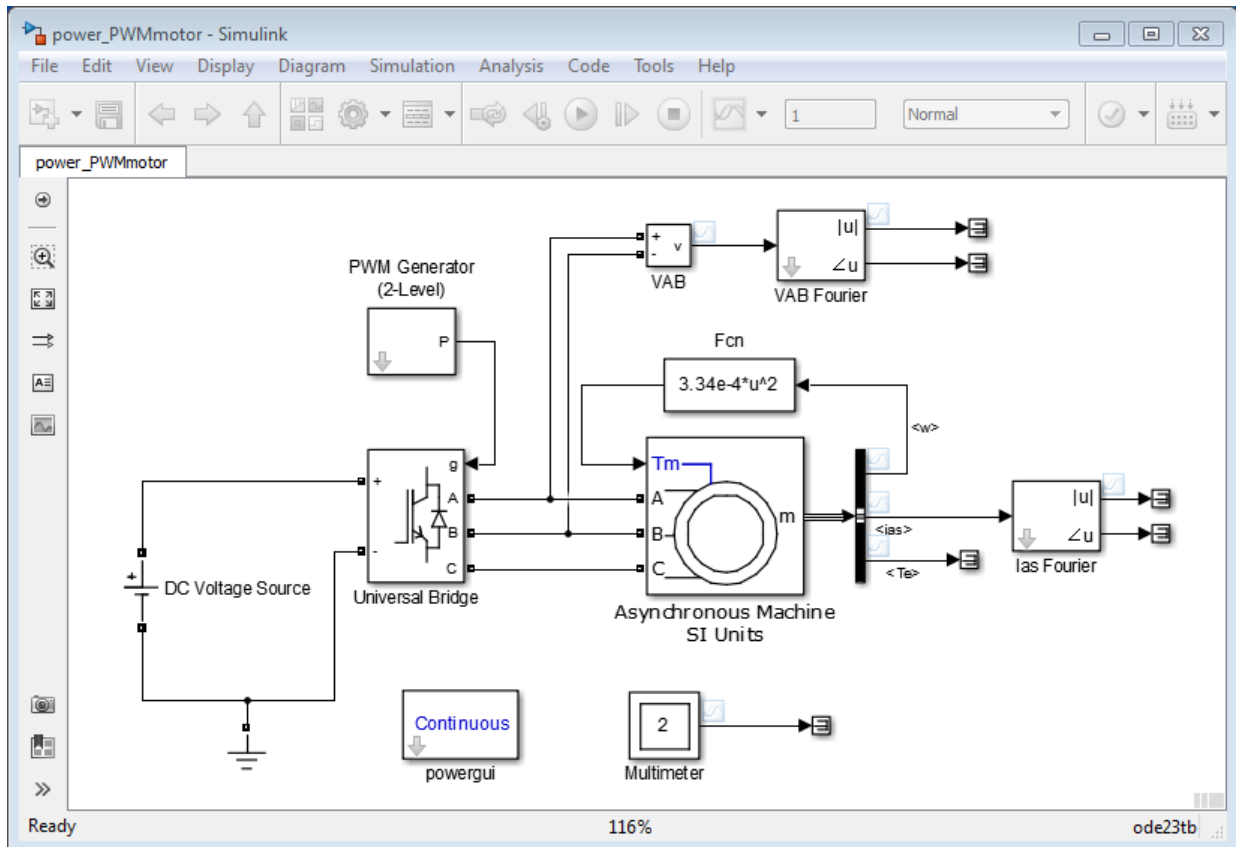 power_PWMmotor - Simulink
File Edit View Display Diagram Simulation Analysis Code Tools Help
1
Normal
power_PWMmotor
PWM Generator
(2-Level)
P
+
-
v
VAB
|u|
∠u
VAB Fourier
Fcn
3.34e-4*u^2
<w>
g
+
-
A
B
C
Universal Bridge
Tm
A
B
C
m
Asynchronous Machine
SI Units
<ias>
<Te>
|u|
∠u
Ias Fourier
+
DC Voltage Source
Continuous
powergui
2
Multimeter
A
Ready 116% ode23tb